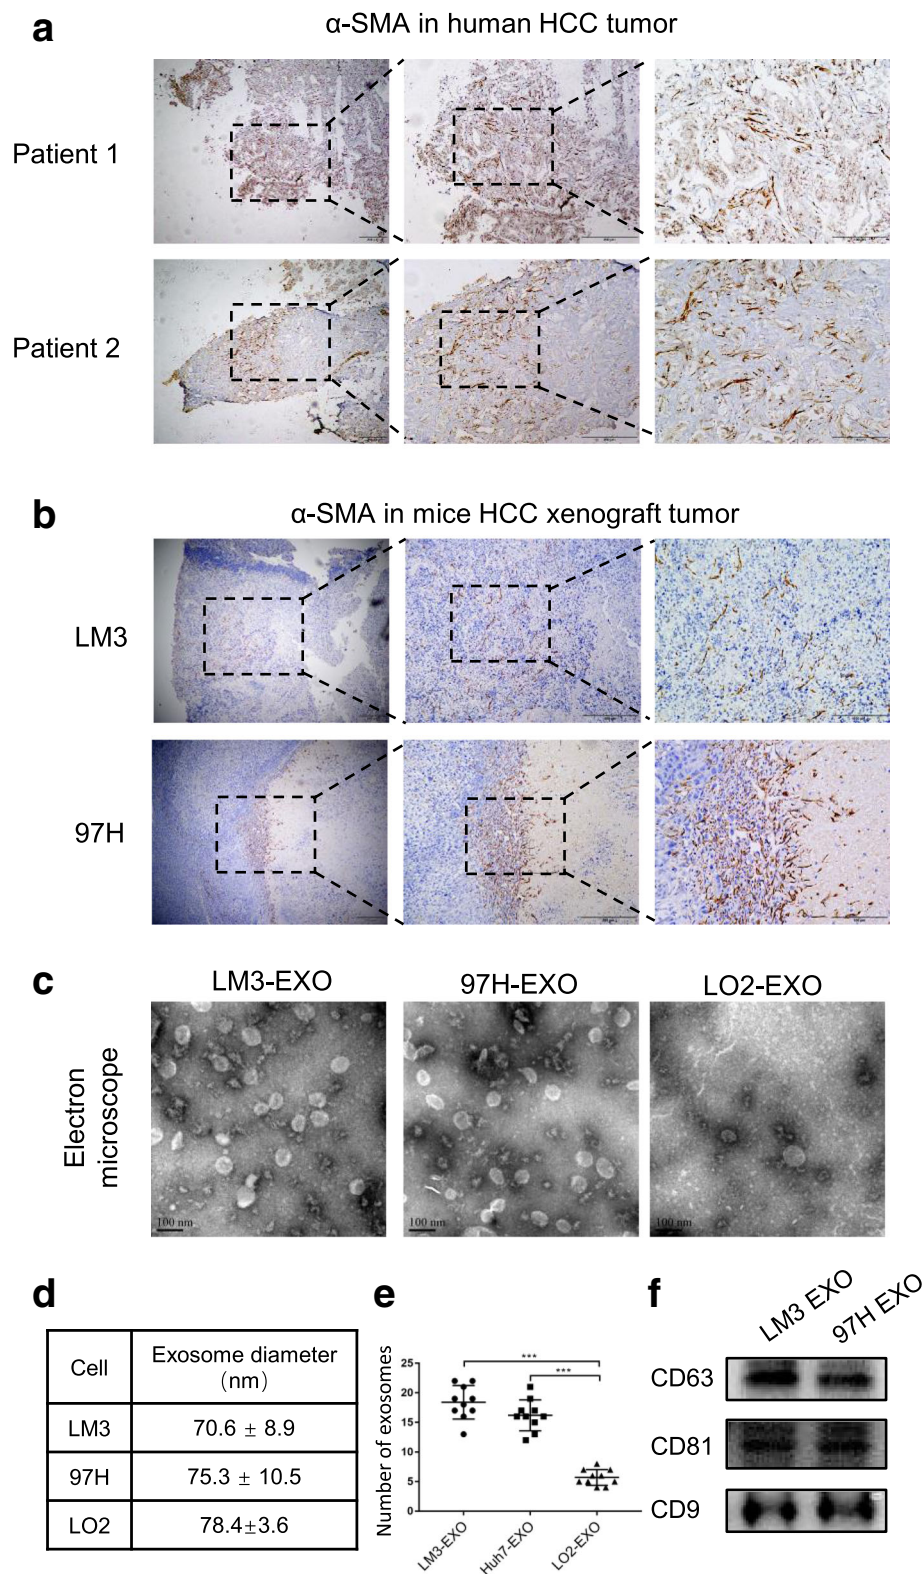 a
α-SMA in human HCC tumor
Patient 1
Patient 2
b
α-SMA in mice HCC xenograft tumor
LM3
97H
c
LM3-EXO
97H-EXO
LO2-EXO
Electron
microscope
100 nm
100 nm
100 nm
d
Cell
Exosome diameter
(nm)
LM3
70.6 ± 8.9
97H
75.3 ± 10.5
LO2
78.4±3.6
e
Number of exosomes
25
20
15
10
5
0
***
***
LM3-EXO
Huh7-EXO
LO2-EXO
f
LM3 EXO
97H EXO
CD63
CD81
CD9